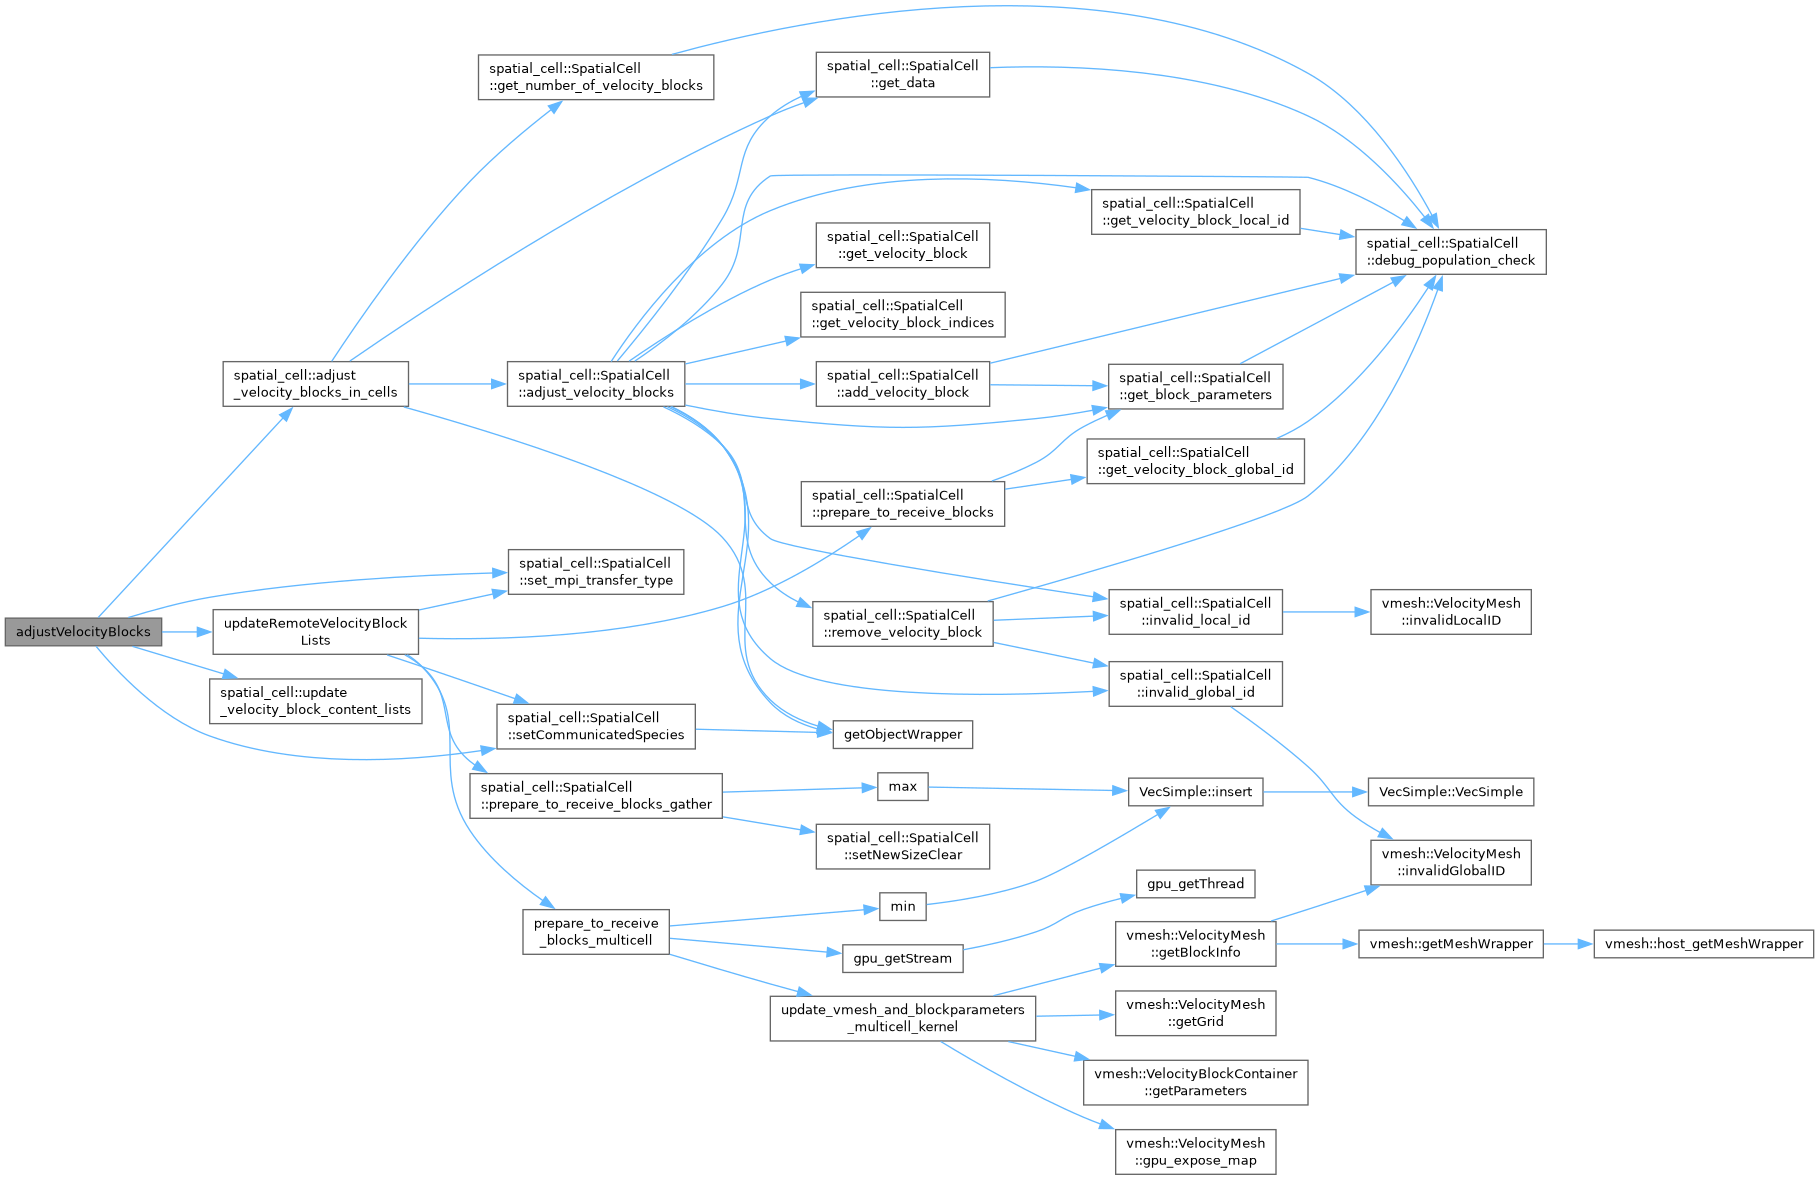 adjustVelocityBlocks
spatial_cell::adjust
_velocity_blocks_in_cells
updateRemoteVelocityBlock
Lists
spatial_cell::update
_velocity_block_content_lists
spatial_cell::SpatialCell
::get_number_of_velocity_blocks
spatial_cell::SpatialCell
::adjust_velocity_blocks
spatial_cell::SpatialCell
::set_mpi_transfer_type
spatial_cell::SpatialCell
::setCommunicatedSpecies
spatial_cell::SpatialCell
::prepare_to_receive_blocks_gather
prepare_to_receive
_blocks_multicell
spatial_cell::SpatialCell
::get_data
spatial_cell::SpatialCell
::get_velocity_block
spatial_cell::SpatialCell
::get_velocity_block_indices
spatial_cell::SpatialCell
::add_velocity_block
spatial_cell::SpatialCell
::prepare_to_receive_blocks
spatial_cell::SpatialCell
::remove_velocity_block
getObjectWrapper
max
spatial_cell::SpatialCell
::setNewSizeClear
min
gpu_getStream
update_vmesh_and_blockparameters
_multicell_kernel
spatial_cell::SpatialCell
::get_velocity_block_local_id
spatial_cell::SpatialCell
::get_block_parameters
spatial_cell::SpatialCell
::get_velocity_block_global_id
spatial_cell::SpatialCell
::invalid_local_id
spatial_cell::SpatialCell
::invalid_global_id
VecSimple::insert
gpu_getThread
vmesh::VelocityMesh
::getBlockInfo
vmesh::VelocityMesh
::getGrid
vmesh::VelocityBlockContainer
::getParameters
vmesh::VelocityMesh
::gpu_expose_map
spatial_cell::SpatialCell
::debug_population_check
vmesh::VelocityMesh
::invalidLocalID
VecSimple::VecSimple
vmesh::VelocityMesh
::invalidGlobalID
vmesh::getMeshWrapper
vmesh::host_getMeshWrapper